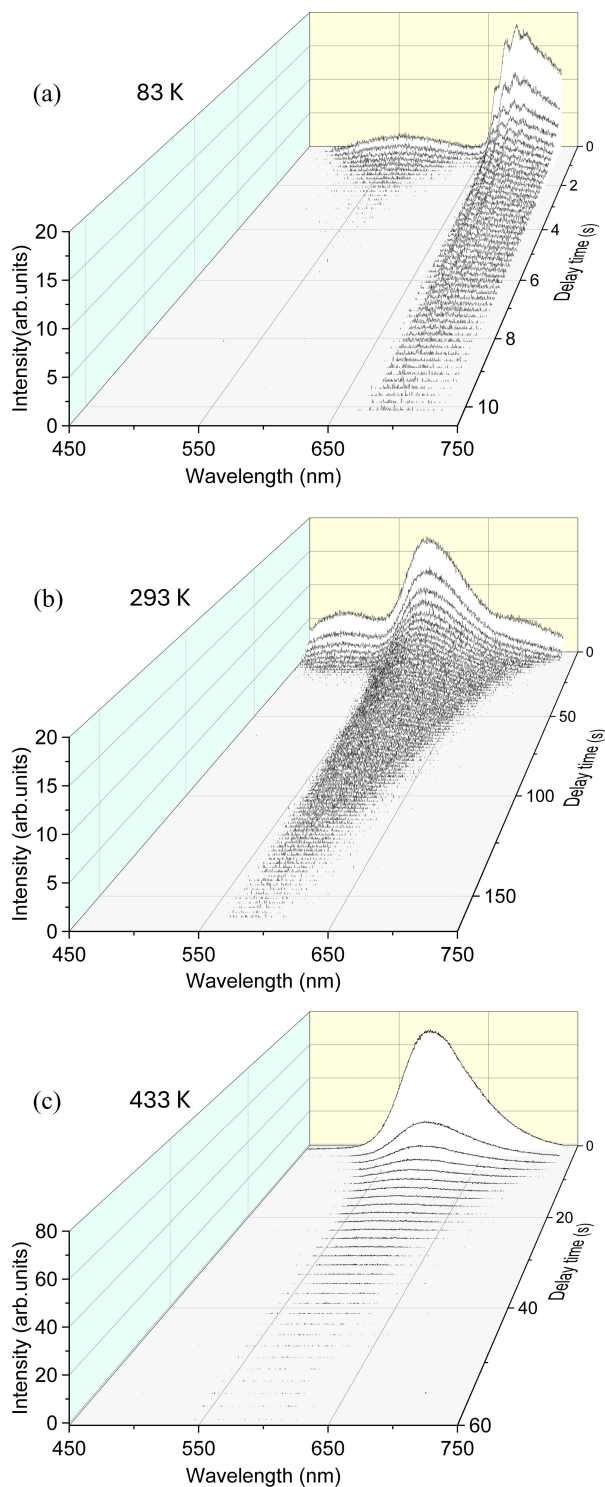 (a)
83 K
0
2
4
6
8
10
Delay time (s)
20
15
10
5
0
Intensity(arb.units)
450
550
650
750
Wavelength (nm)
(b)
293 K
0
50
100
150
Delay time (s)
20
15
10
5
0
Intensity (arb.units)
450
550
650
750
Wavelength (nm)
(c)
433 K
0
20
40
60
Delay time (s)
80
60
40
20
0
Intensity (arb.units)
450
550
650
750
Wavelength (nm)